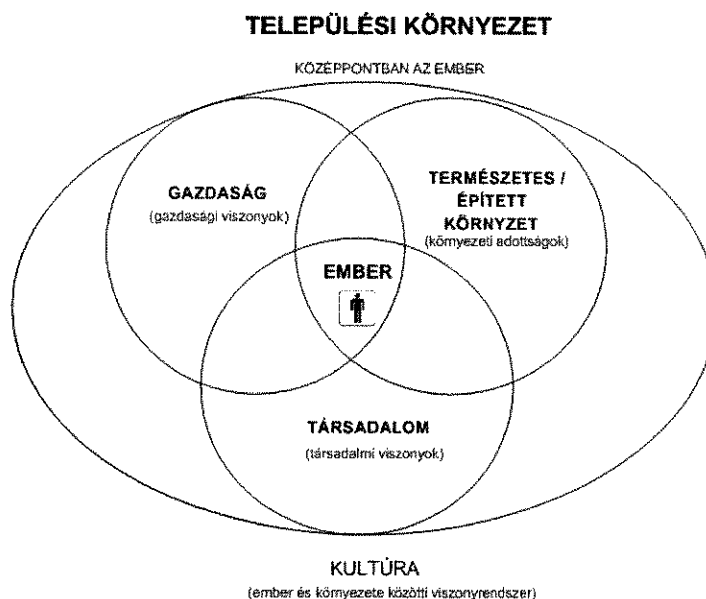 TELEPÜLÉSI KÖRNYEZET
KÖZÉPPONTBAN AZ EMBER
GAZDASÁG
(gazdasági viszonyok)
TERMÉSZETES /
ÉPÍTETT
KÖRNYZET
(környezeti adottságok)
EMBER
TÁRSADALOM
(társadalmi viszonyok)
KULTÚRA
(ember és környezete közötti viszonyrendszer)